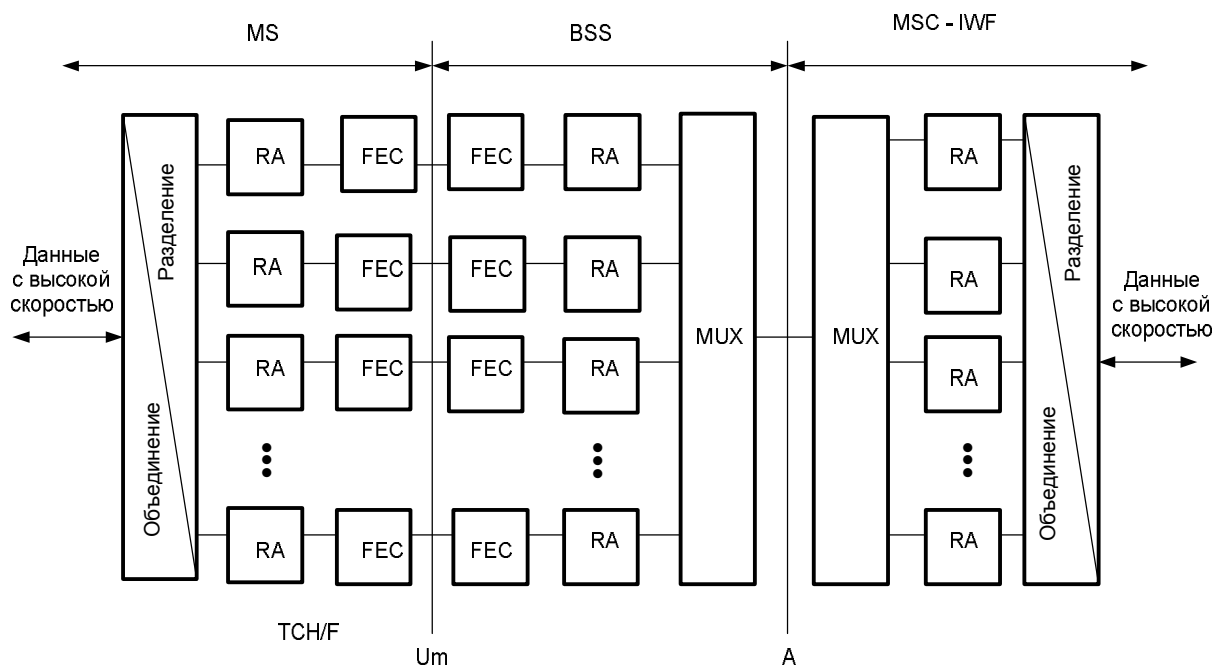 MS
BSS
MSC - IWF
RA
FEC
FEC
RA
RA
Разделение
Разделение
RA
FEC
FEC
RA
RA
Данные
с высокой
скоростью
Данные
с высокой
скоростью
MUX
MUX
RA
FEC
FEC
RA
RA
Объединение
Объединение
RA
FEC
FEC
RA
RA
TCH/F
Um
A